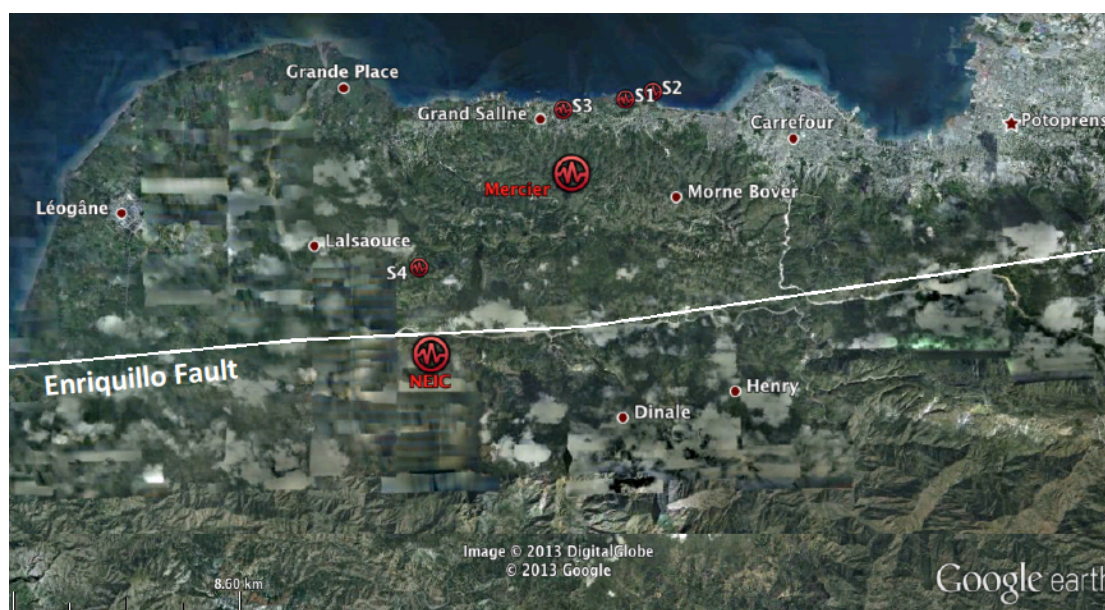 Grande Place
S2
S1
S3
Grand Sallne
Carrefour
Potoprens
Mercier
Morne Bover
Léogâne
Lalsaouce
S4
Enriquillo Fault
NEIC
Henry
Dinale
Image © 2013 DigitalGlobe
© 2013 Google
8.60 km
Google earth